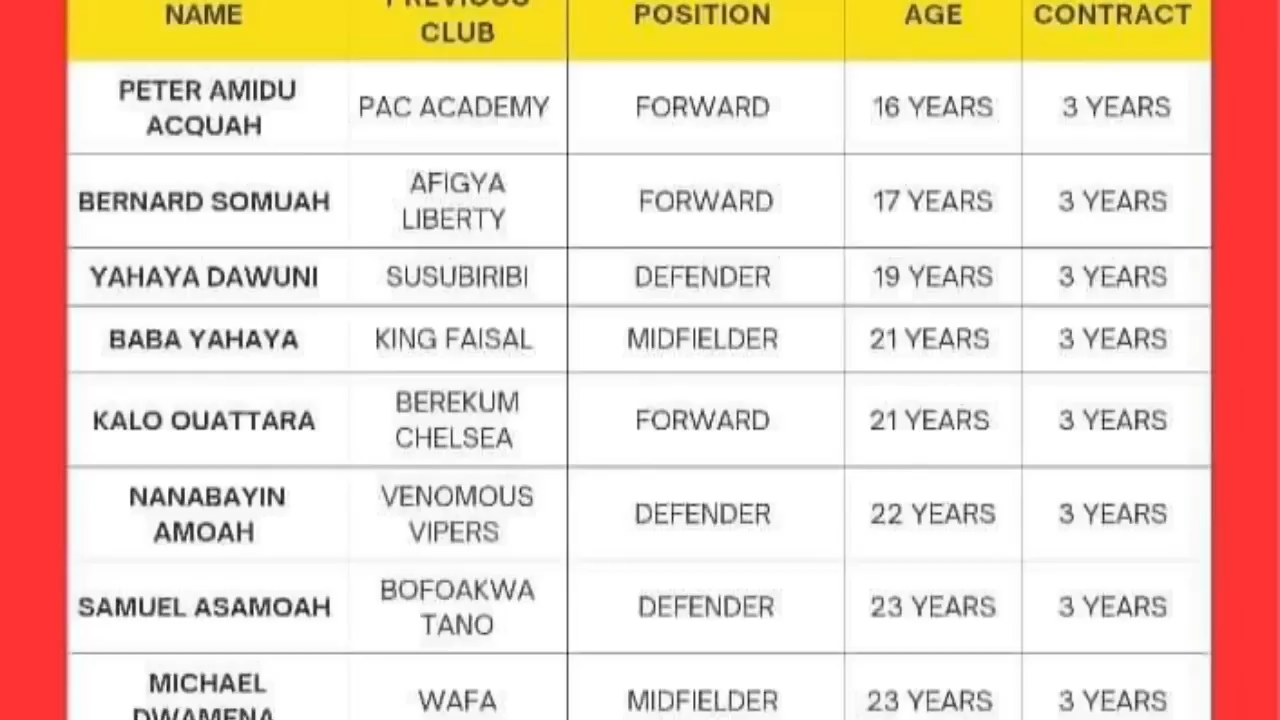 NAME PREVIOUS CLUB POSITION AGE CONTRACT
PETER AMIDU ACQUAH PAC ACADEMY FORWARD 16 YEARS 3 YEARS
BERNARD SOMUAH AFIGYA LIBERTY FORWARD 17 YEARS 3 YEARS
YAHAYA DAWUNI SUSUBIRIBI DEFENDER 19 YEARS 3 YEARS
BABA YAHAYA KING FAISAL MIDFIELDER 21 YEARS 3 YEARS
KALO OUATTARA BEREKUM CHELSEA FORWARD 21 YEARS 3 YEARS
NANABAYIN AMOAH VENOMOUS VIPERS DEFENDER 22 YEARS 3 YEARS
SAMUEL ASAMOAH BOFOAKWA TANO DEFENDER 23 YEARS 3 YEARS
MICHAEL DWAMENA WAFA MIDFIELDER 23 YEARS 3 YEARS